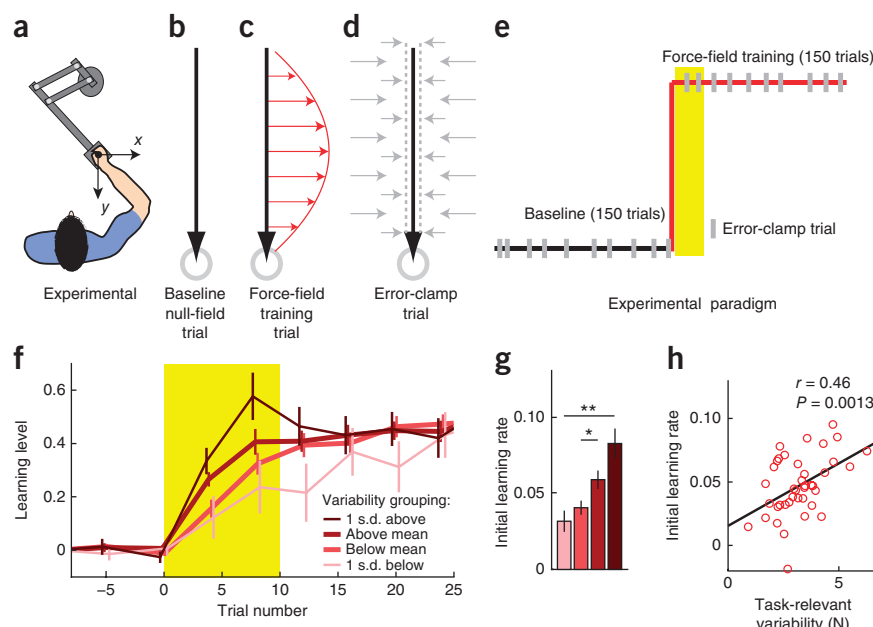 a
b
c
d
e
x
y
Experimental
Baseline
null-field
trial
Force-field
training
trial
Error-clamp
trial
Force-field training (150 trials)
Baseline (150 trials)
Error-clamp trial
Experimental paradigm
f
Learning level
0.6
0.4
0.2
0
Variability grouping:
1 s.d. above
Above mean
Below mean
1 s.d. below
−5
0
5
10
15
20
25
Trial number
g
Initial learning rate
0.10
0.05
0
**
*
h
Initial learning rate
0.10
0.05
0
r = 0.46
P = 0.0013
0
5
Task-relevant
variability (N)